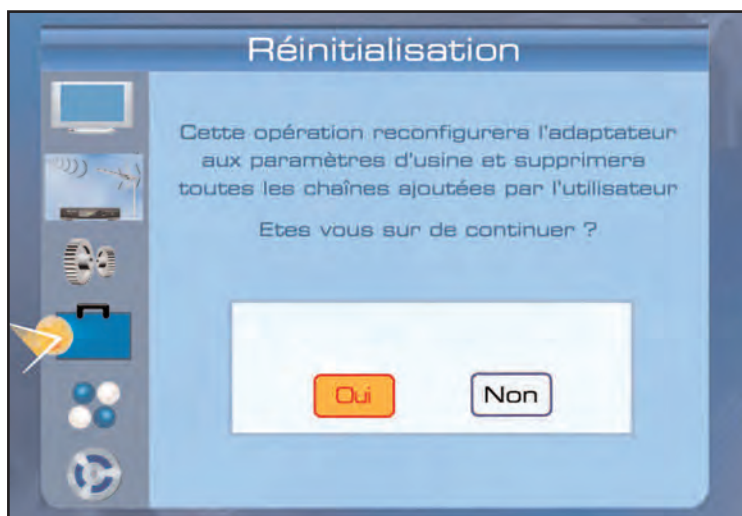 Réinitialisation
Cette opération reconfigurera l'adaptateur
aux paramètres d'usine et supprimera
toutes les chaînes ajoutées par l'utilisateur
Etes vous sur de continuer ?
Oui
Non